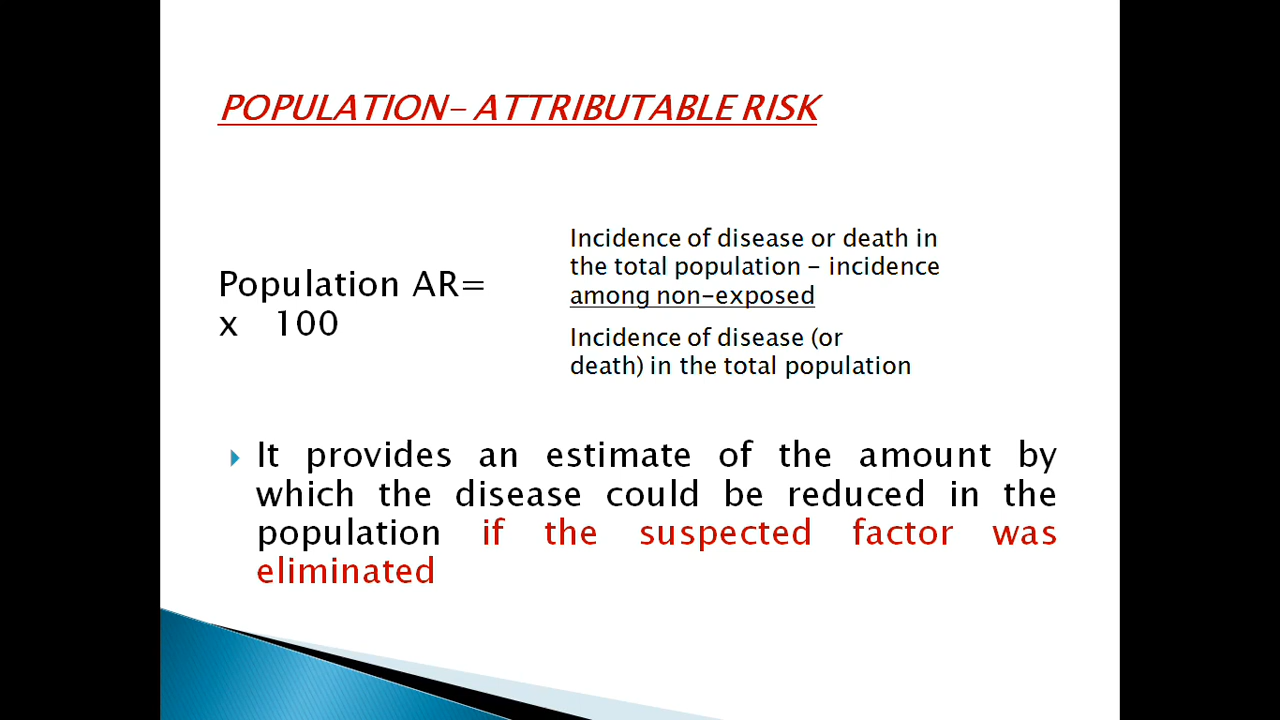 POPULATION- ATTRIBUTABLE RISK
Population AR=
x 100
Incidence of disease or death in
the total population – incidence
among non-exposed
Incidence of disease (or
death) in the total population
It provides an estimate of the amount by
which the disease could be reduced in the
population if the suspected factor was
eliminated